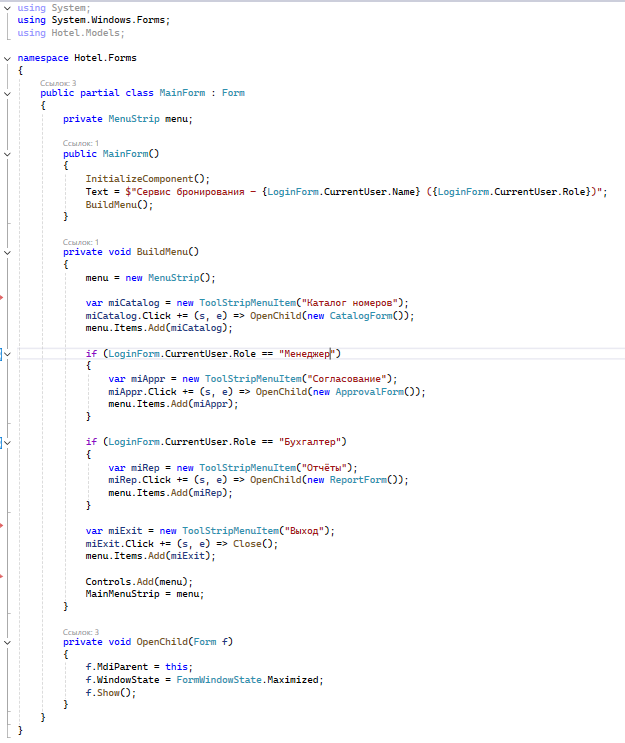 using System;
using System.Windows.Forms;
using Hotel.Models;
namespace Hotel.Forms
{
Ссылок: 3
public partial class MainForm : Form
{
private MenuStrip menu;
Ссылок: 1
public MainForm()
{
InitializeComponent();
Text = $"Сервис бронирования – {LoginForm.CurrentUser.Name} ({LoginForm.CurrentUser.Role})";
BuildMenu();
}
Ссылок: 1
private void BuildMenu()
{
menu = new MenuStrip();
var miCatalog = new ToolStripMenuItem("Каталог номеров");
miCatalog.Click += (s, e) => OpenChild(new CatalogForm());
menu.Items.Add(miCatalog);
if (LoginForm.CurrentUser.Role == "Менеджер")
{
var miAppr = new ToolStripMenuItem("Согласование");
miAppr.Click += (s, e) => OpenChild(new ApprovalForm());
menu.Items.Add(miAppr);
}
if (LoginForm.CurrentUser.Role == "Бухгалтер")
{
var miRep = new ToolStripMenuItem("Отчёты");
miRep.Click += (s, e) => OpenChild(new ReportForm());
menu.Items.Add(miRep);
}
var miExit = new ToolStripMenuItem("Выход");
miExit.Click += (s, e) => Close();
menu.Items.Add(miExit);
Controls.Add(menu);
MainMenuStrip = menu;
}
Ссылок: 3
private void OpenChild(Form f)
{
f.MdiParent = this;
f.WindowState = FormWindowState.Maximized;
f.Show();
}
}
}